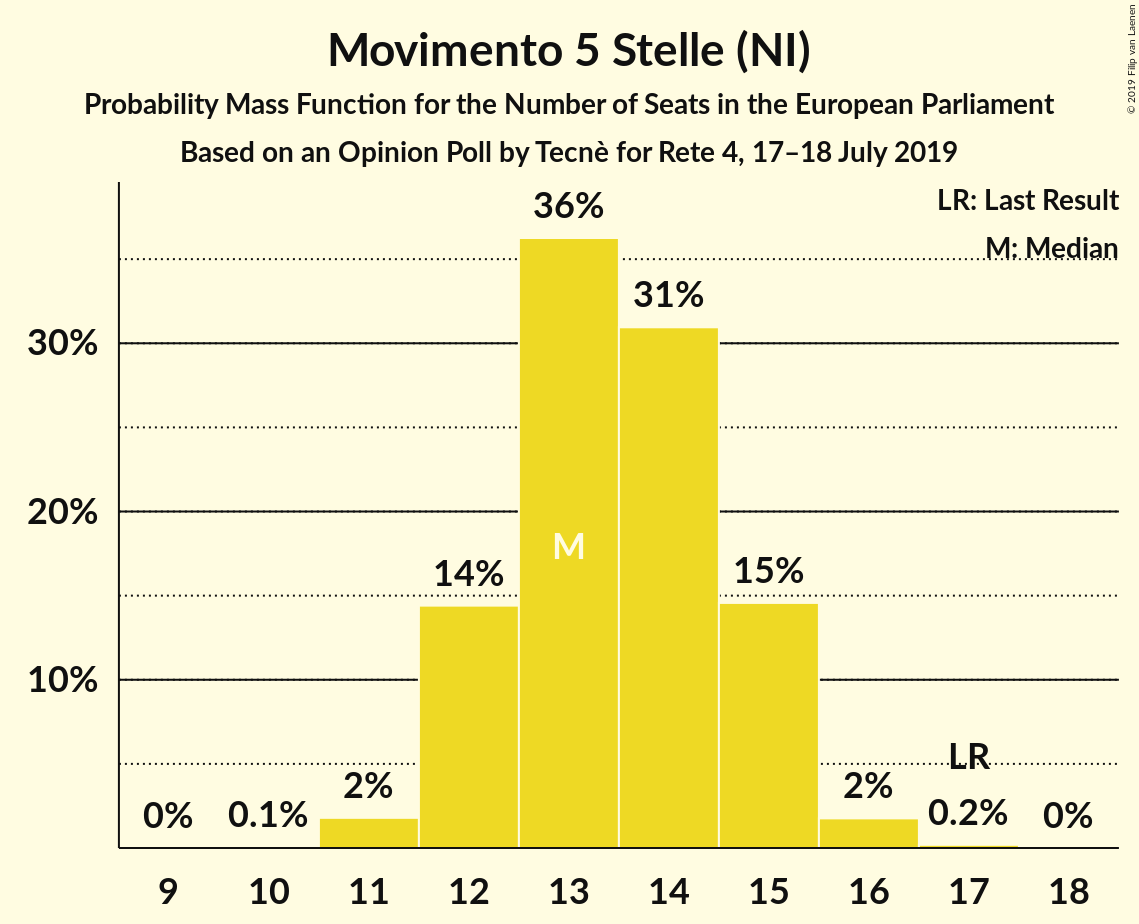 Movimento 5 Stelle (NI)
Probability Mass Function for the Number of Seats in the European Parliament
Based on an Opinion Poll by Tecnè for Rete 4, 17–18 July 2019
© 2019 Filip van Laenen
LR: Last Result
M: Median
36%
31%
30%
20%
M
14%
15%
10%
LR
2%
2%
0%
0.1%
0.2%
0%
9 10 11 12 13 14 15 16 17 18